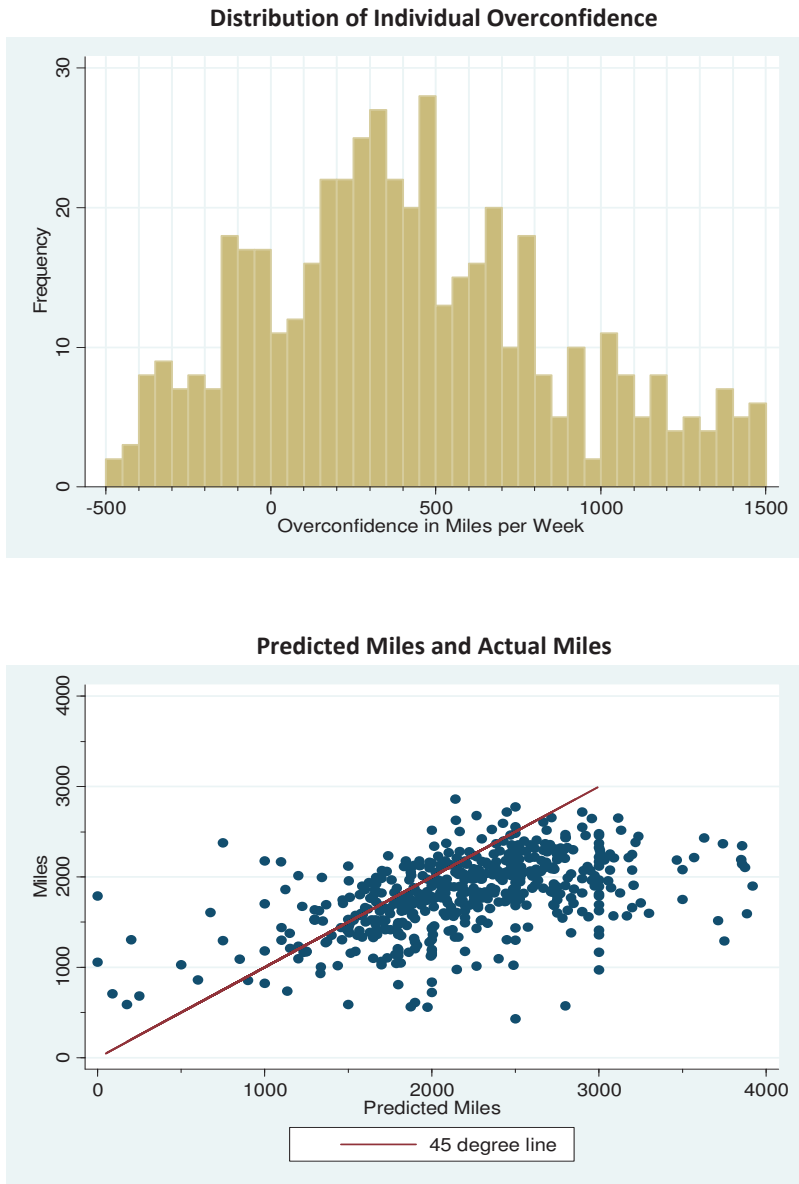 Distribution of Individual Overconfidence
30
20
10
0
Frequency
-500 0 500 1000 1500
Overconfidence in Miles per Week
Predicted Miles and Actual Miles
4000
3000
2000
1000
0
Miles
0 1000 2000 3000 4000
Predicted Miles
45 degree line